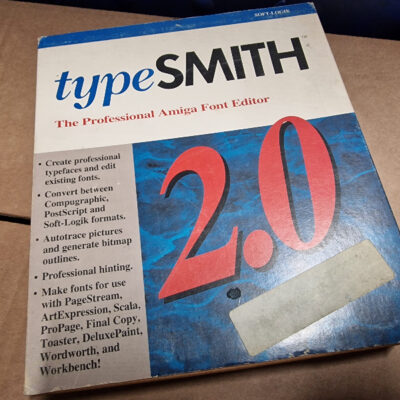 SOFT-LOGIK
typeSMITH™
The Professional Amiga Font Editor
2.0
• Create professional
typefaces and edit
existing fonts.
• Convert between
Compugraphic,
PostScript and
Soft-Logik formats.
• Autotrace pictures
and generate bitmap
outlines.
• Professional hinting.
• Make fonts for use
with PageStream,
ArtExpression, Scala,
ProPage, Final Copy,
Toaster, DeluxePaint,
Wordworth, and
Workbench!